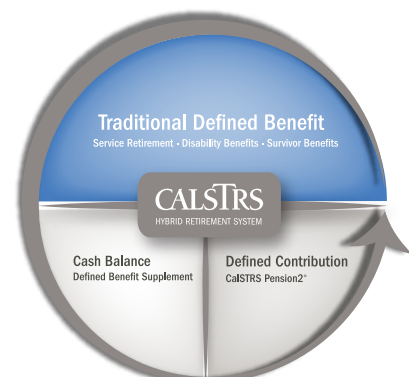 Traditional Defined Benefit
Service Retirement • Disability Benefits • Survivor Benefits
CALSTRS
HYBRID RETIREMENT SYSTEM
Cash Balance
Defined Benefit Supplement
Defined Contribution
CalSTRS Pension2®